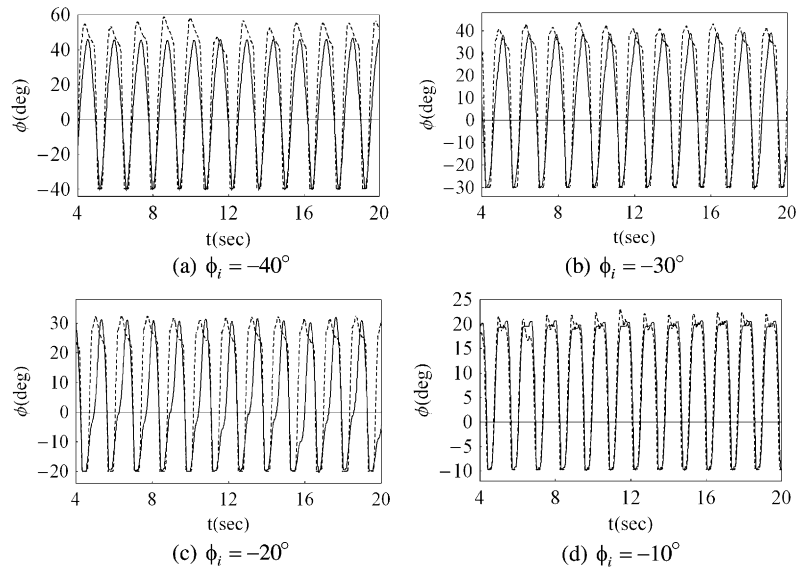 60
40
20
0
−20
−40
ϕ(deg)
4 8 12 16 20
t(sec)
(a) ϕi = −40°
40
30
20
10
0
−10
−20
−30
ϕ(deg)
4 8 12 16 20
t(sec)
(b) ϕi = −30°
30
20
10
0
−10
−20
ϕ(deg)
4 8 12 16 20
t(sec)
(c) ϕi = −20°
25
20
15
10
5
0
−5
−10
ϕ(deg)
4 8 12 16 20
t(sec)
(d) ϕi = −10°